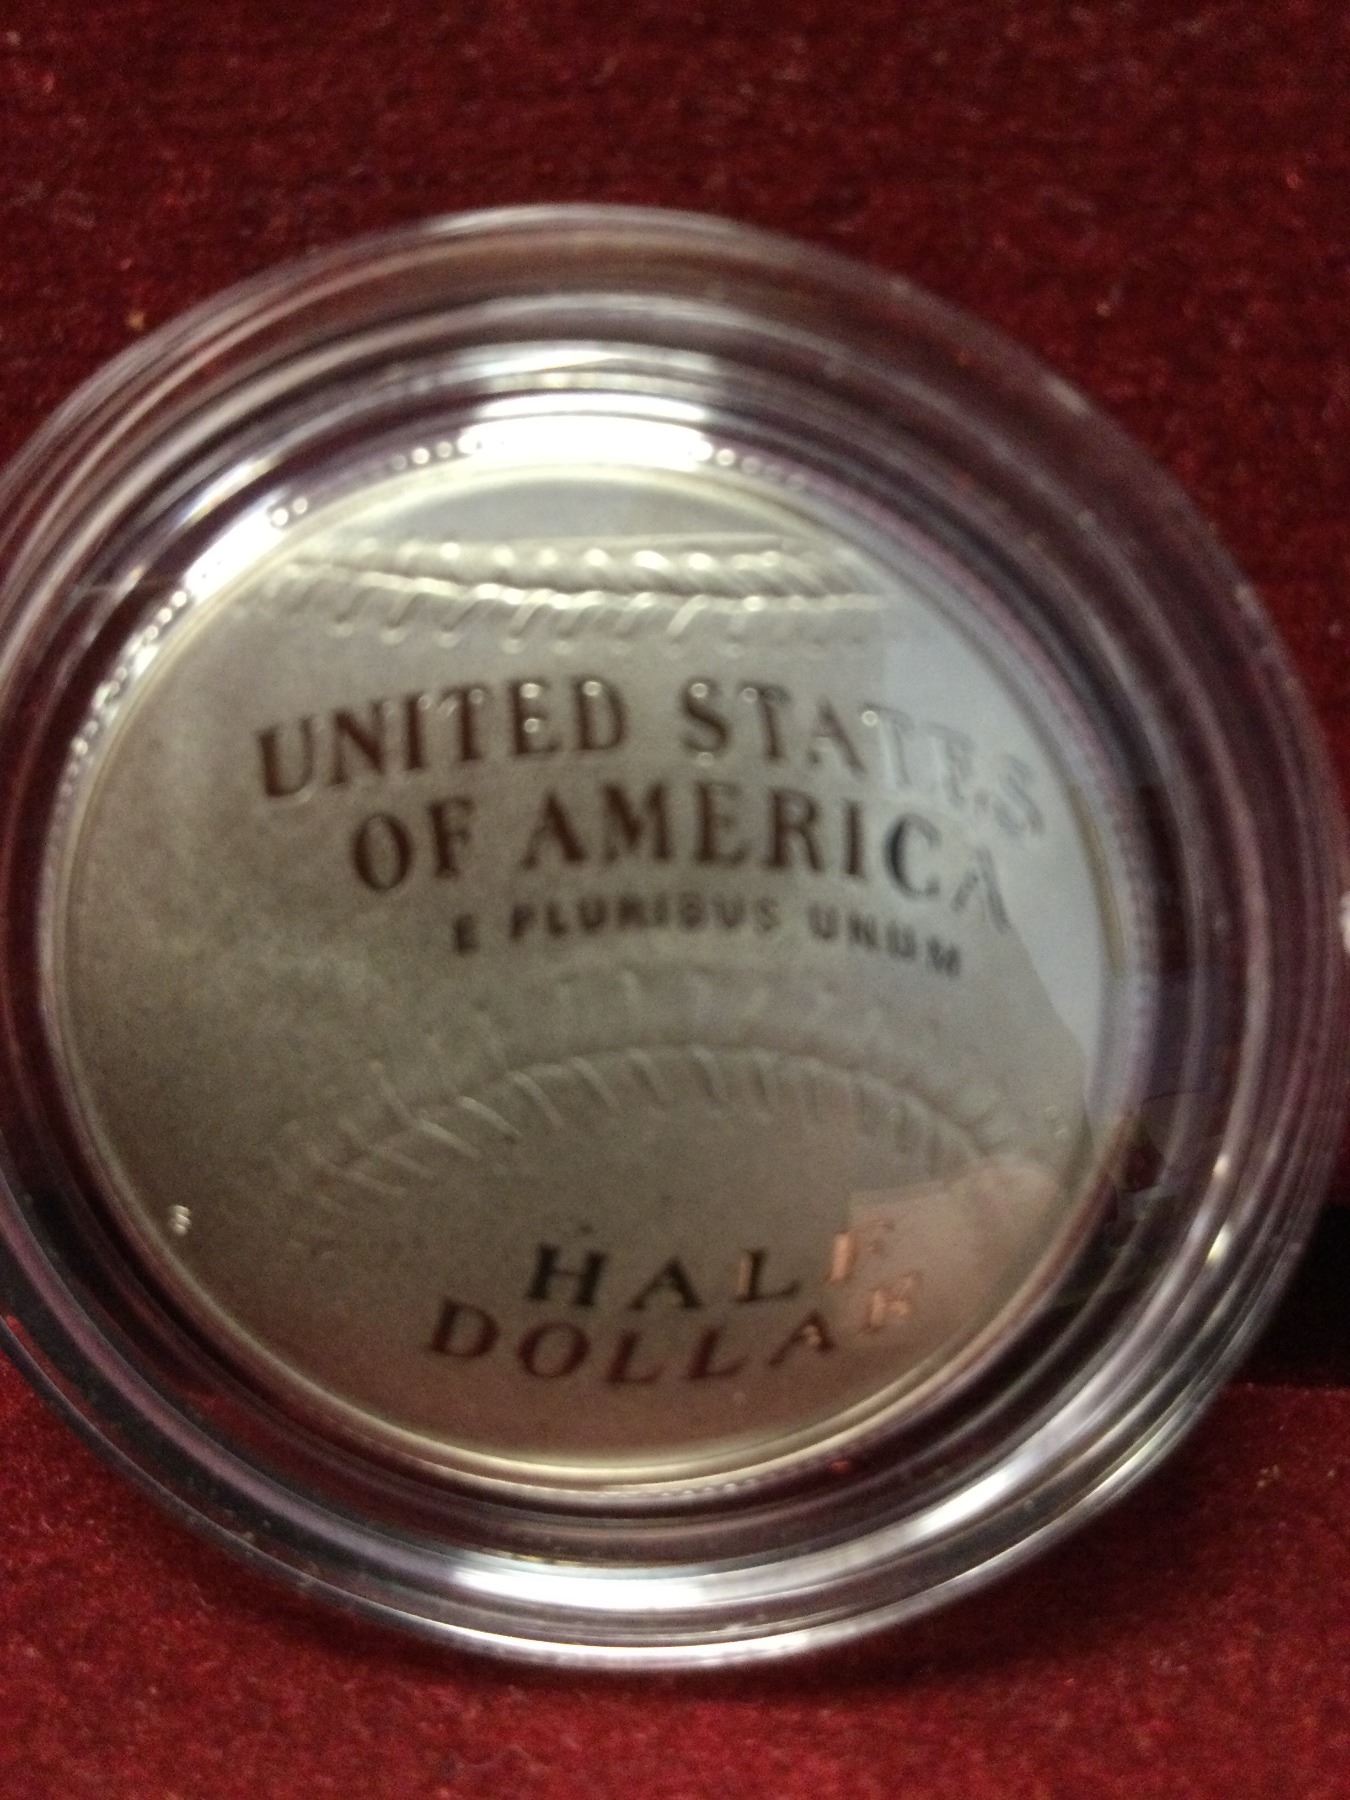 UNITED STATES
OF AMERICA
E PLURIBUS UNUM
S
HALF
DOLLAR